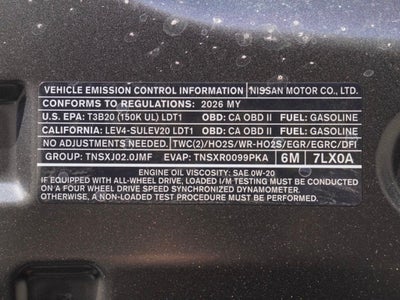 VEHICLE EMISSION CONTROL INFORMATION NISSAN MOTOR CO., LTD.
CONFORMS TO REGULATIONS: 2026 MY
U.S. EPA: T3B20 (150K UL) LDT1 OBD: CA OBD II FUEL: GASOLINE
CALIFORNIA: LEV4-SULEV20 LDT1 OBD: CA OBD II FUEL: GASOLINE
NO ADJUSTMENTS NEEDED. TWC(2)/HO2S/WR-HO2S/EGR/EGRC/DFI
GROUP: TNSXJ02.0JMF EVAP: TNSXR0099PKA 6M 7LX0A
ENGINE OIL VISCOSITY: SAE 0W-20
IF EQUIPPED WITH ALL-WHEEL DRIVE, LOADED I/M TESTING MUST BE CONDUCTED
ON A FOUR WHEEL DRIVE SPEED SYNCHRONIZED DYNAMOMETER.
OTHERWISE, A NON-LOADED TEST PROCEDURE MUST BE CONDUCTED.